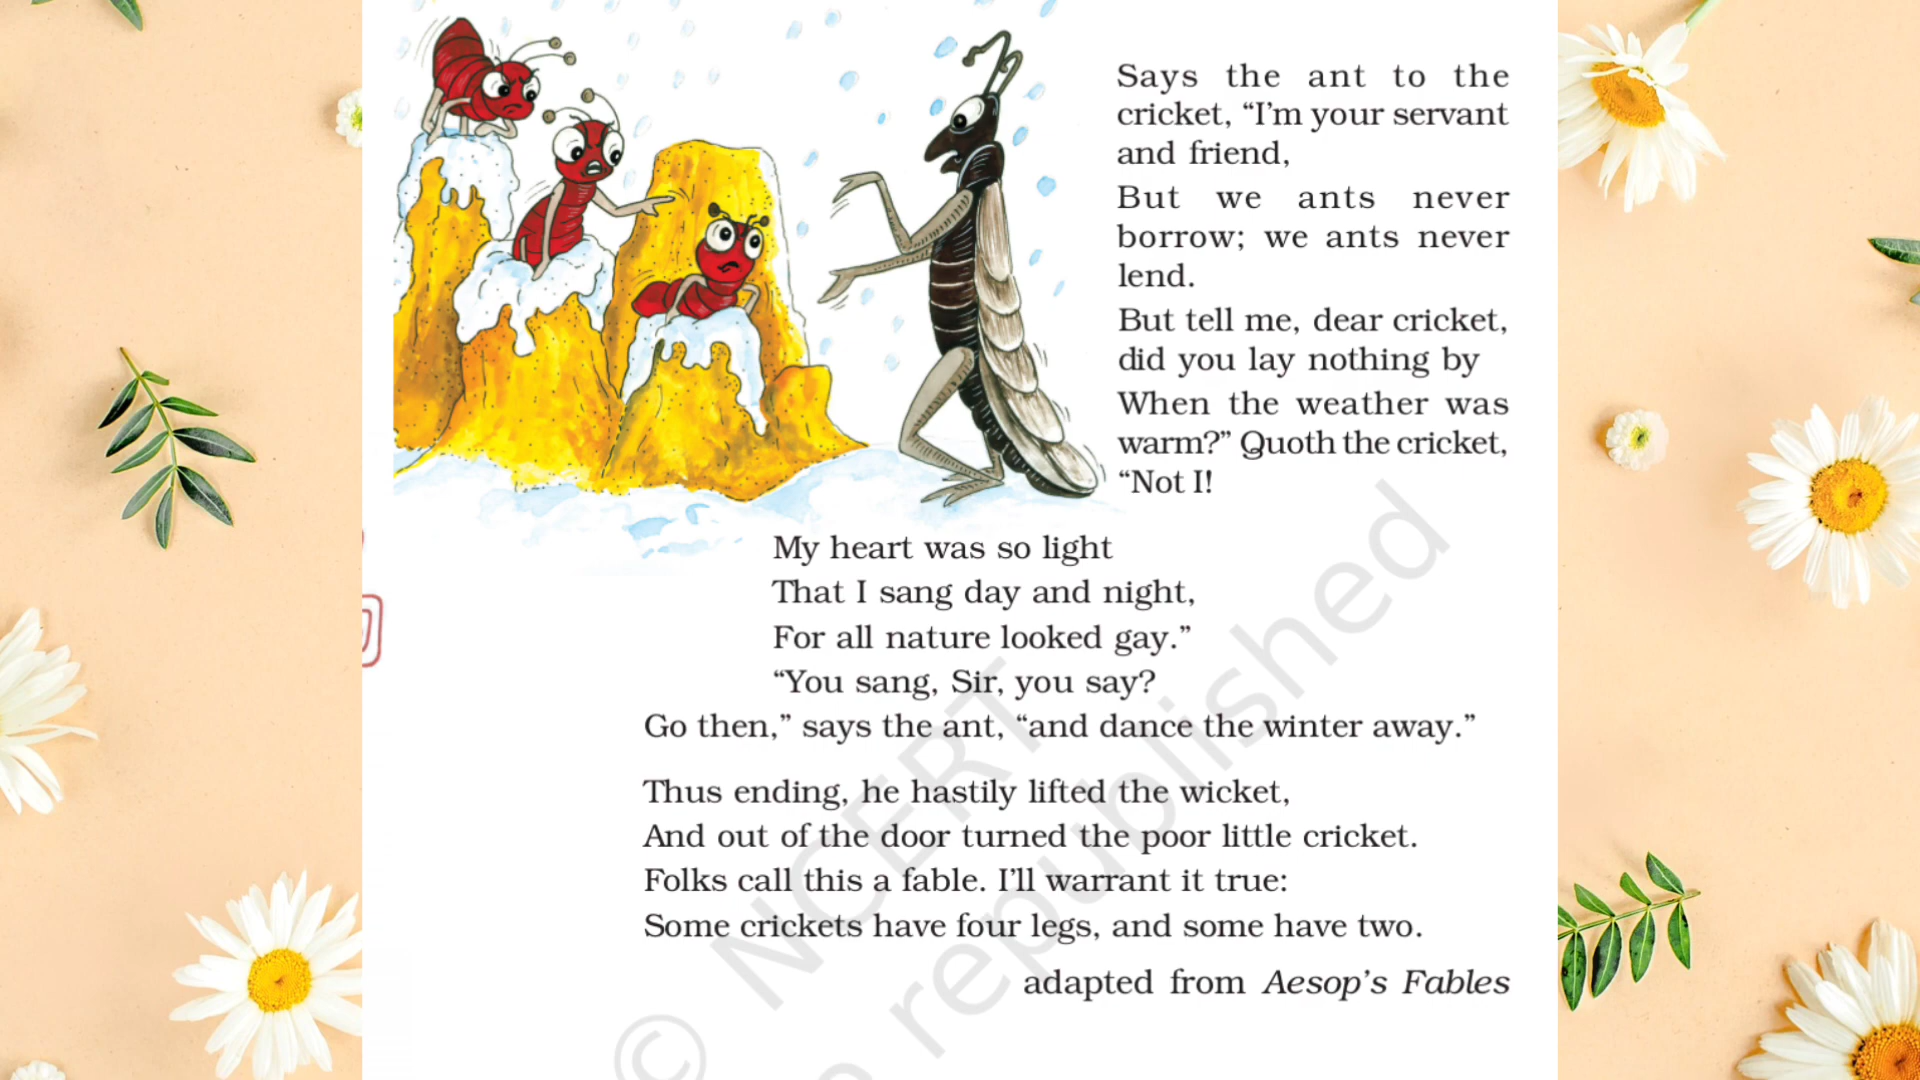 Says the ant to the
cricket, “I’m your servant
and friend,
But we ants never
borrow; we ants never
lend.
But tell me, dear cricket,
did you lay nothing by
When the weather was
warm?” Quoth the cricket,
“Not I!
My heart was so light
That I sang day and night,
For all nature looked gay.”
“You sang, Sir, you say?
Go then,” says the ant, “and dance the winter away.”
Thus ending, he hastily lifted the wicket,
And out of the door turned the poor little cricket.
Folks call this a fable. I’ll warrant it true:
Some crickets have four legs, and some have two.
adapted from Aesop’s Fables
© NCERT
republished